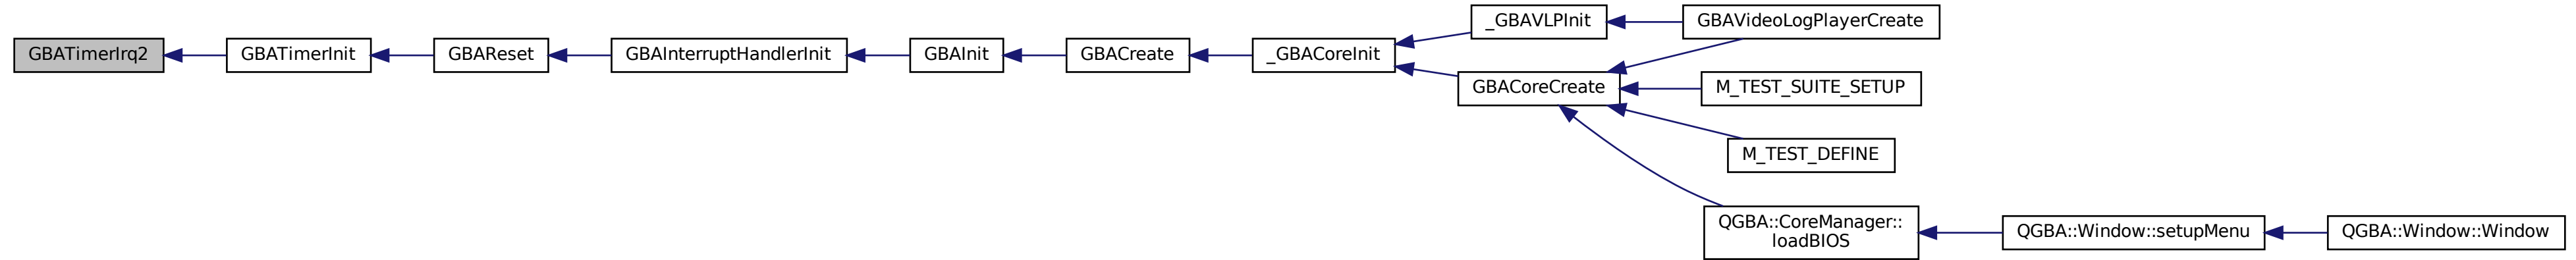 GBATimerIrq2
GBATimerInit
GBAReset
GBAInterruptHandlerInit
GBAInit
GBACreate
_GBACoreInit
_GBAVLPInit
GBAVideoLogPlayerCreate
GBACoreCreate
M_TEST_SUITE_SETUP
M_TEST_DEFINE
QGBA::CoreManager::
loadBIOS
QGBA::Window::setupMenu
QGBA::Window::Window